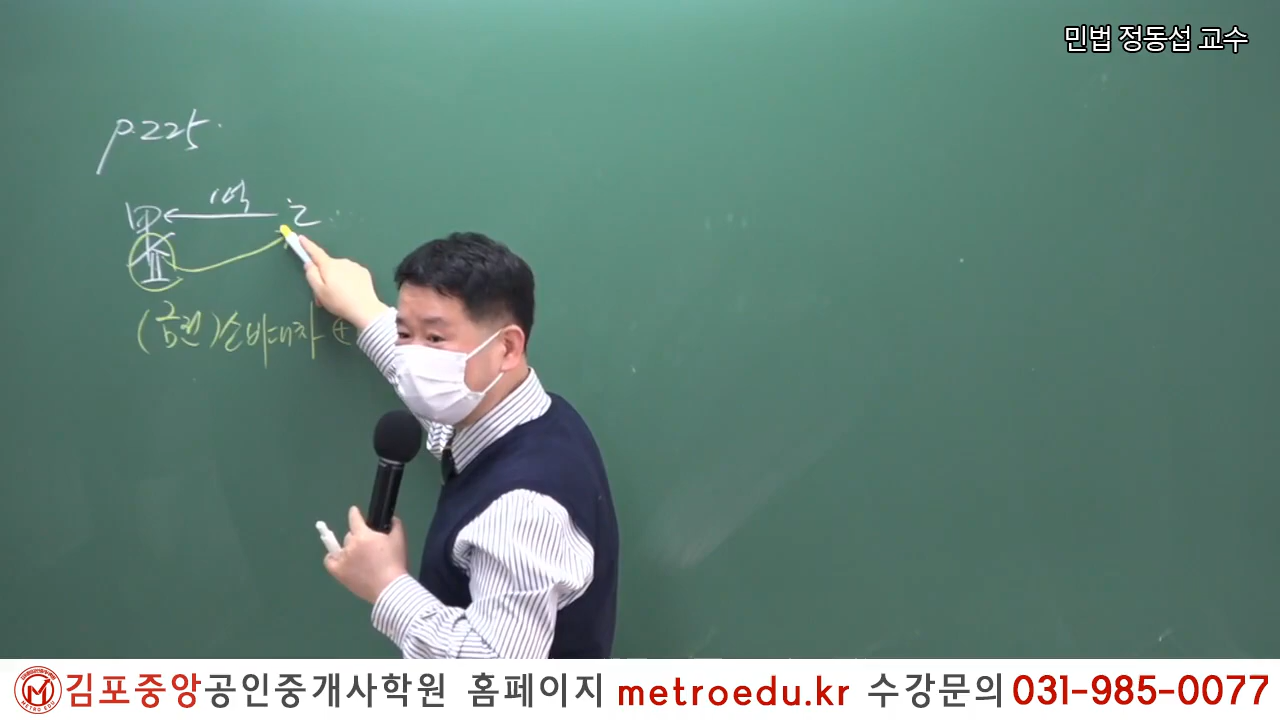 민법 정동섭 교수
p.225.
甲 ← 1억 乙
(금전)소비대차 ⊕
김포중앙공인중개사학원 홈페이지 metroedu.kr 수강문의 031-985-0077